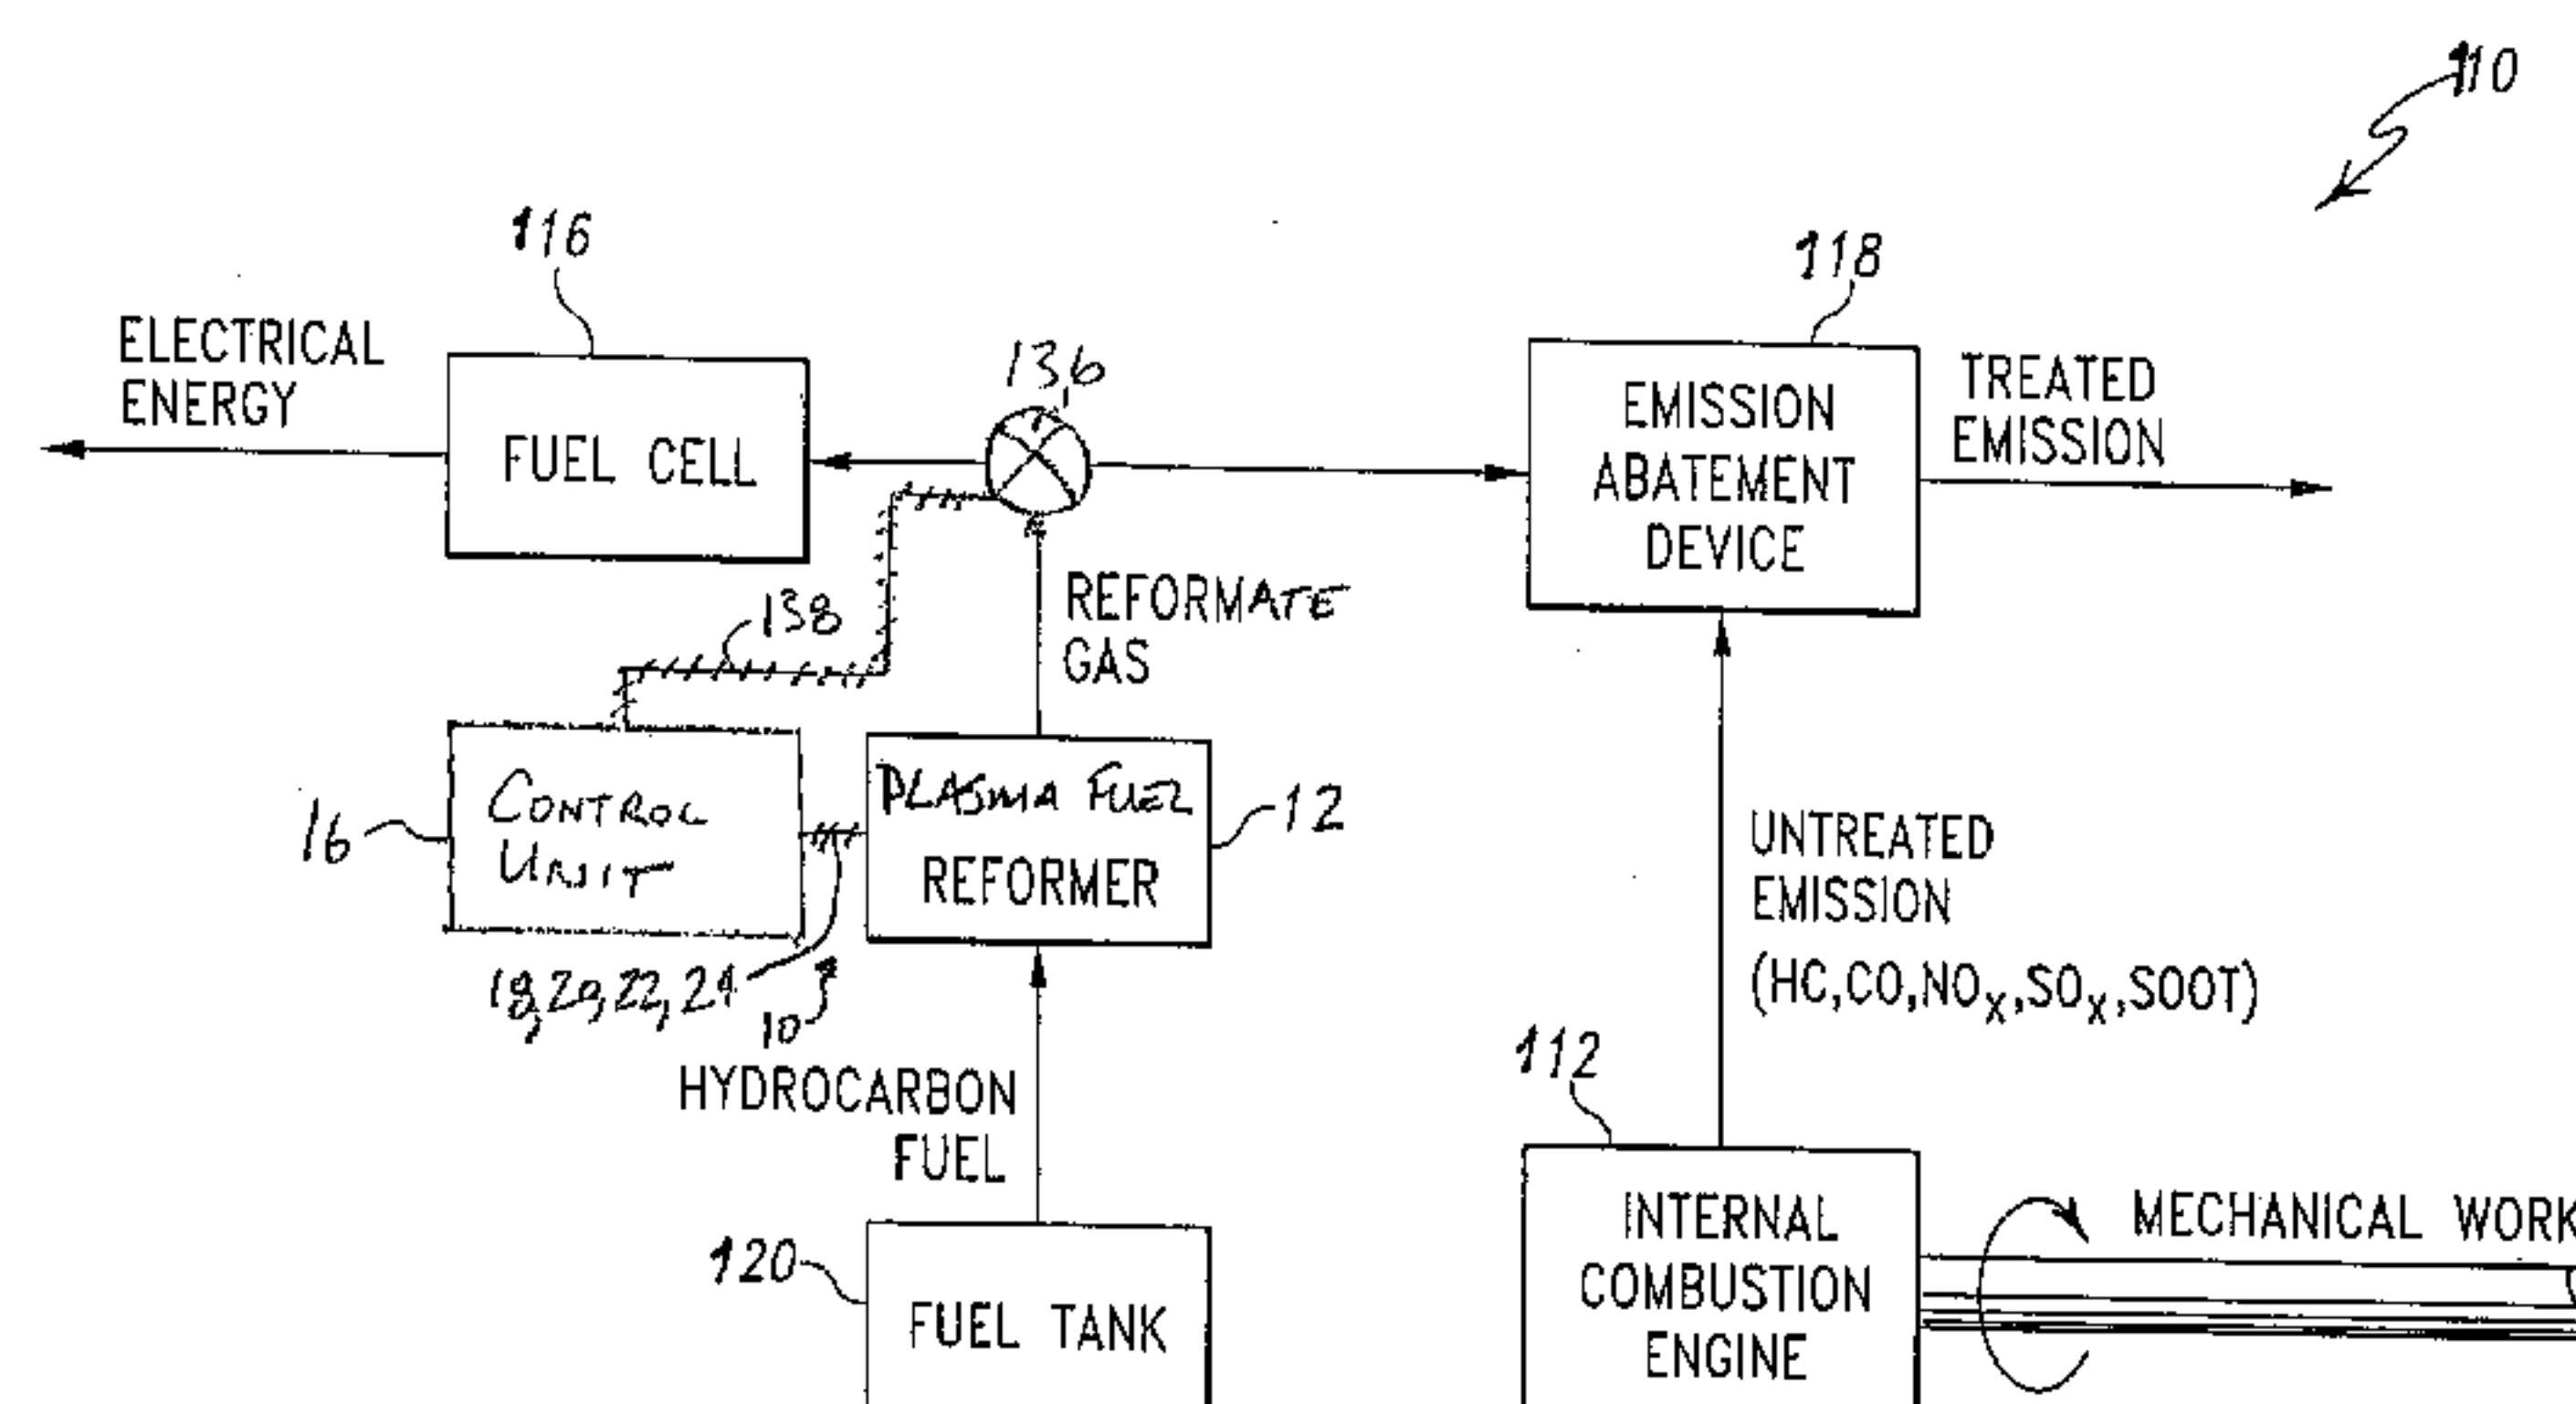 110
116
118
ELECTRICAL
ENERGY
136
FUEL CELL
EMISSION
ABATEMENT
DEVICE
TREATED
EMISSION
138
REFORMATE
GAS
16
CONTROL
UNIT
PLASMA FUEL
REFORMER
12
UNTREATED
EMISSION
(HC,CO,NOx,SOx,SOOT)
18,20,22,24
10
HYDROCARBON
FUEL
112
120
FUEL TANK
INTERNAL
COMBUSTION
ENGINE
MECHANICAL WORK